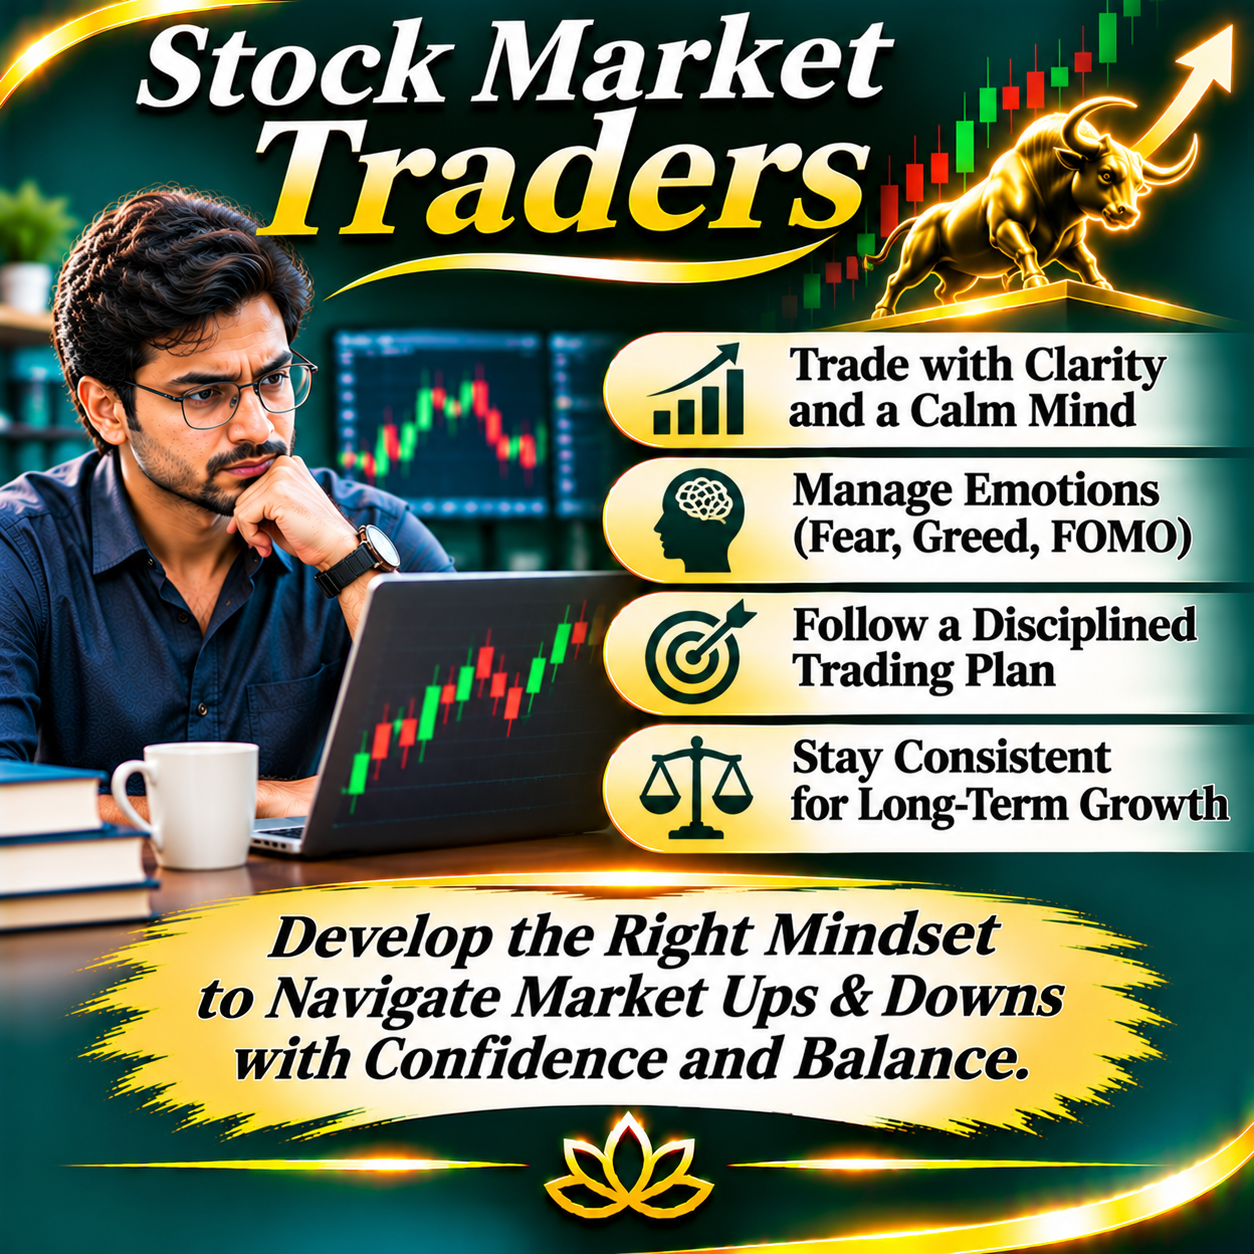 Stock Market
Traders
Trade with Clarity
and a Calm Mind
Manage Emotions
(Fear, Greed, FOMO)
Follow a Disciplined
Trading Plan
Stay Consistent
for Long-Term Growth
Develop the Right Mindset
to Navigate Market Ups & Downs
with Confidence and Balance.